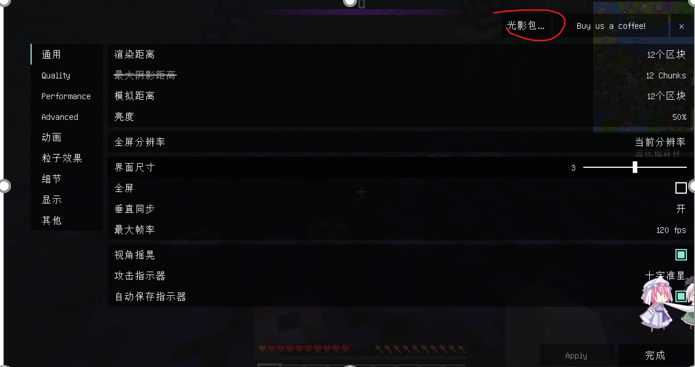 光影包...
Buy us a coffee!
×
通用
Quality
Performance
Advanced
动画
粒子效果
细节
显示
其他
渲染距离 12个区块
最大阴影距离 12 Chunks
模拟距离 12个区块
亮度 50%
全屏分辨率 当前分辨率
界面尺寸 3
全屏
垂直同步 开
最大帧率 120 fps
视角摇晃
攻击指示器 十字准星
自动保存指示器
Apply
完成